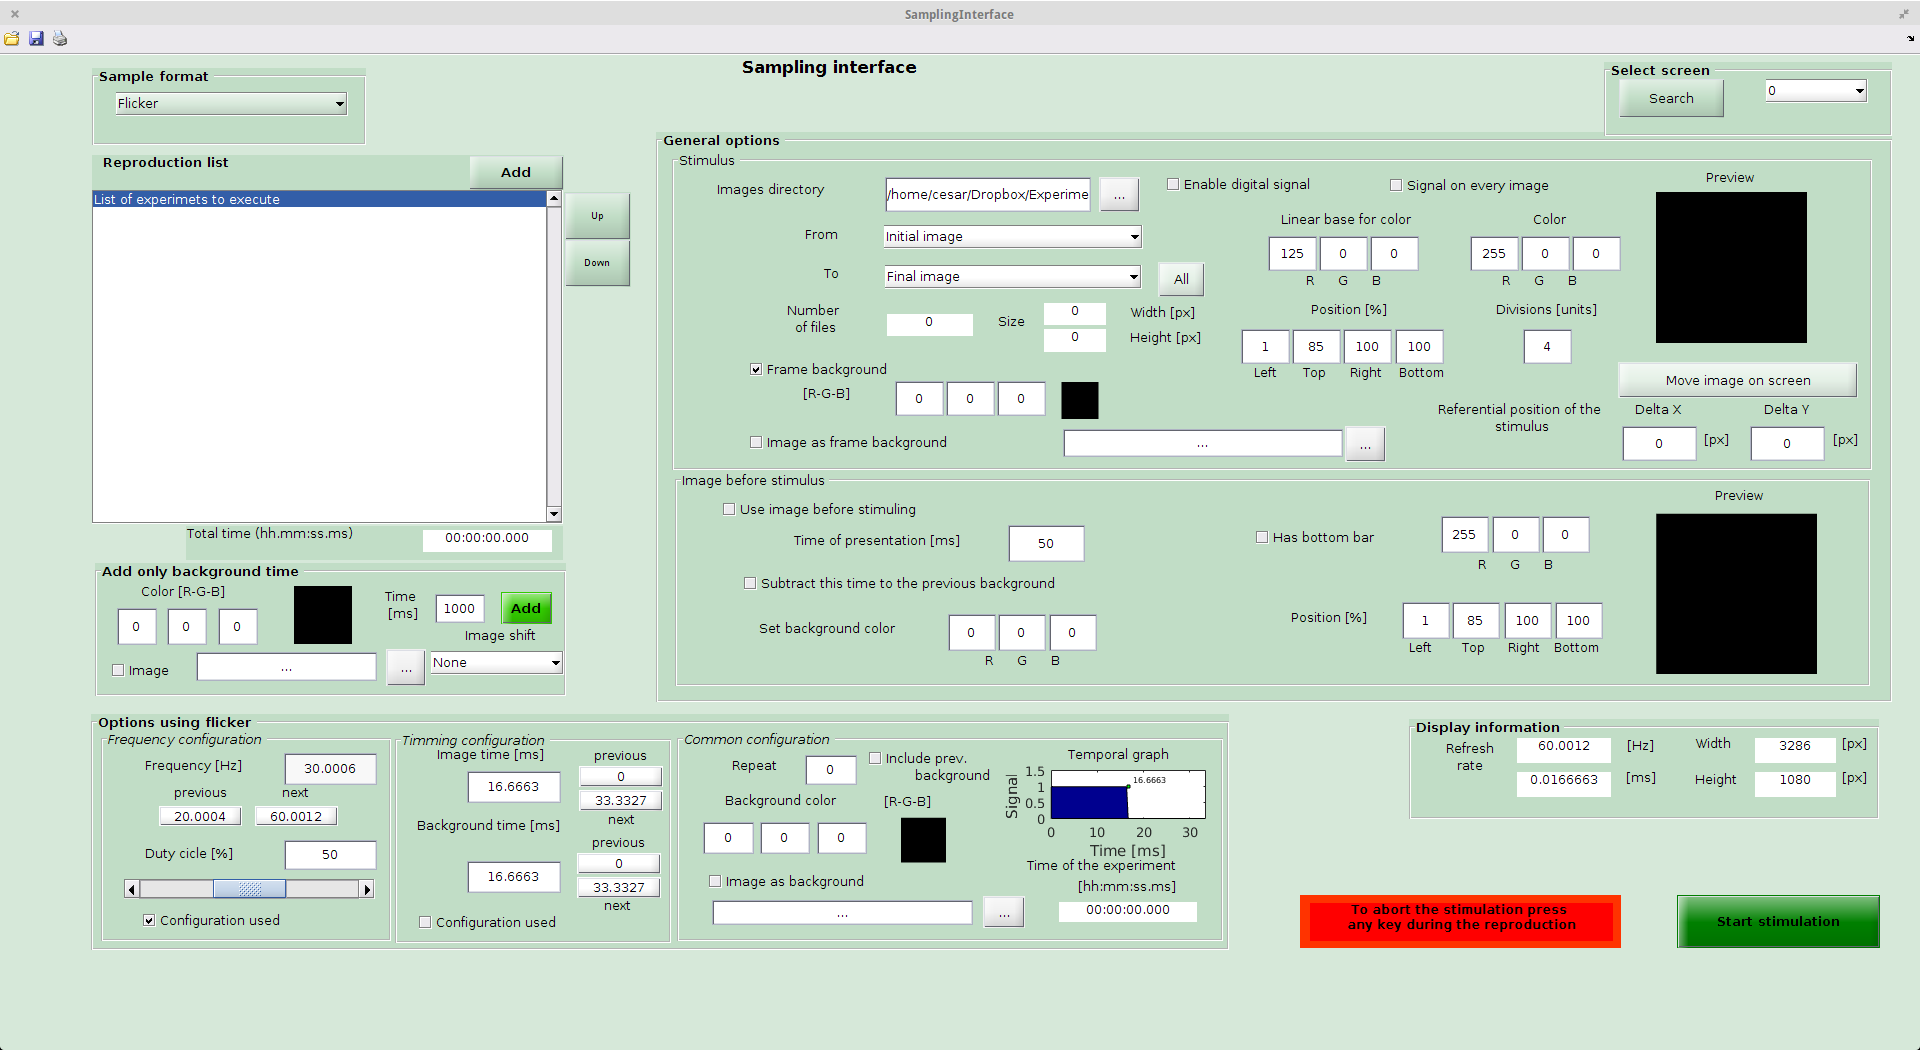 SamplingInterface
Sampling interface
Sample format
Flicker
Select screen
Search
0
Reproduction list
Add
List of experimets to execute
Up
Down
Total time (hh.mm:ss.ms)
00:00:00.000
Add only background time
Color [R-G-B]
0 0 0
Time
[ms]
1000
Add
Image shift
Image
...
...
None
General options
Stimulus
Images directory
/home/cesar/Dropbox/Experime
...
From
Initial image
To
Final image
All
Number
of files
0
Size
0
Width [px]
0
Height [px]
Frame background
[R-G-B]
0 0 0
Image as frame background
...
...
Enable digital signal
Signal on every image
Linear base for color
125 0 0
R G B
Color
255 0 0
R G B
Position [%]
1 85 100 100
Left Top Right Bottom
Divisions [units]
4
Preview
Move image on screen
Referential position of the
stimulus
Delta X
Delta Y
0 [px]
0 [px]
Image before stimulus
Use image before stimuling
Time of presentation [ms]
50
Subtract this time to the previous background
Set background color
0 0 0
R G B
Has bottom bar
255 0 0
R G B
Position [%]
1 85 100 100
Left Top Right Bottom
Preview
Options using flicker
Frequency configuration
Frequency [Hz]
30.0006
previous
next
20.0004
60.0012
Duty cicle [%]
50
Configuration used
Timming configuration
Image time [ms]
16.6663
previous
0
33.3327
next
Background time [ms]
16.6663
previous
0
33.3327
next
Configuration used
Common configuration
Repeat
0
Include prev.
background
Background color
[R-G-B]
0 0 0
Image as background
...
...
Temporal graph
Signal
1.5
1
0.5
0
16.6663
0 10 20 30
Time [ms]
Time of the experiment
[hh:mm:ss.ms]
00:00:00.000
Display information
Refresh
rate
60.0012 [Hz]
0.0166663 [ms]
Width 3286 [px]
Height 1080 [px]
To abort the stimulation press
any key during the reproduction
Start stimulation